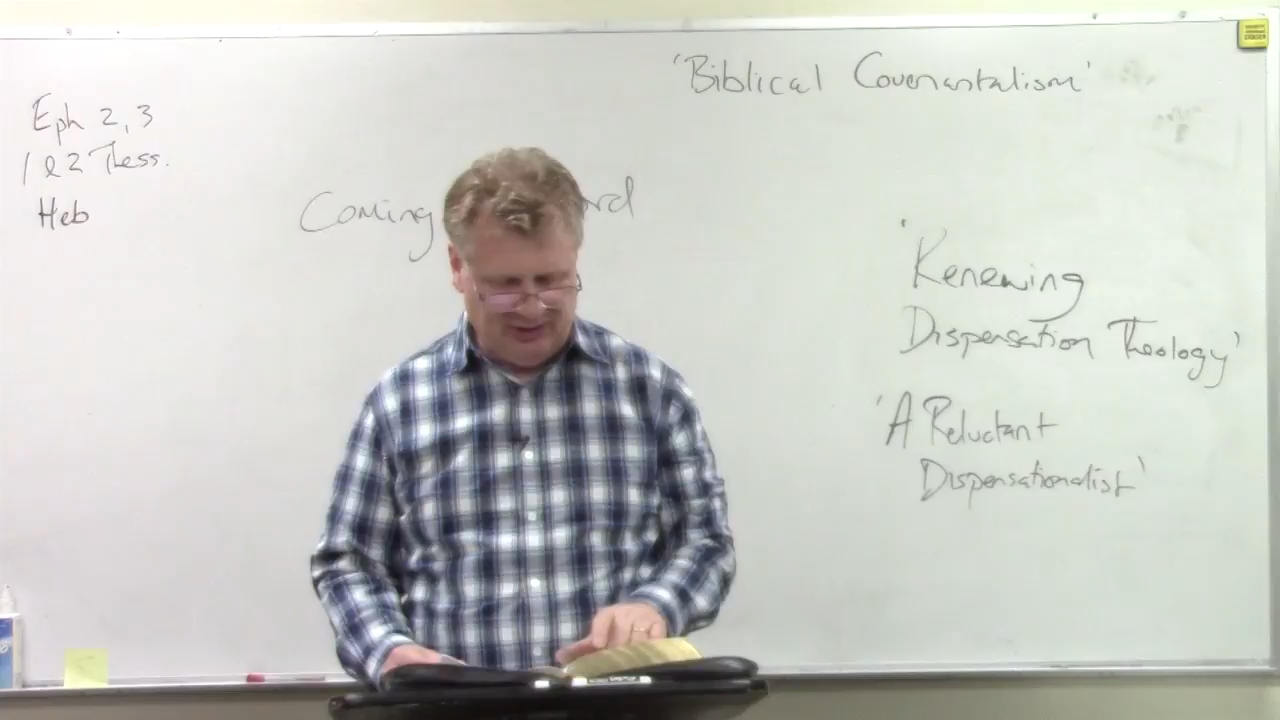 'Biblical Covenantalism'
Eph 2, 3
1 & 2 Thess.
Heb
Coming
'Renewing
Dispensation Theology'
'A Reluctant
Dispensationalist'